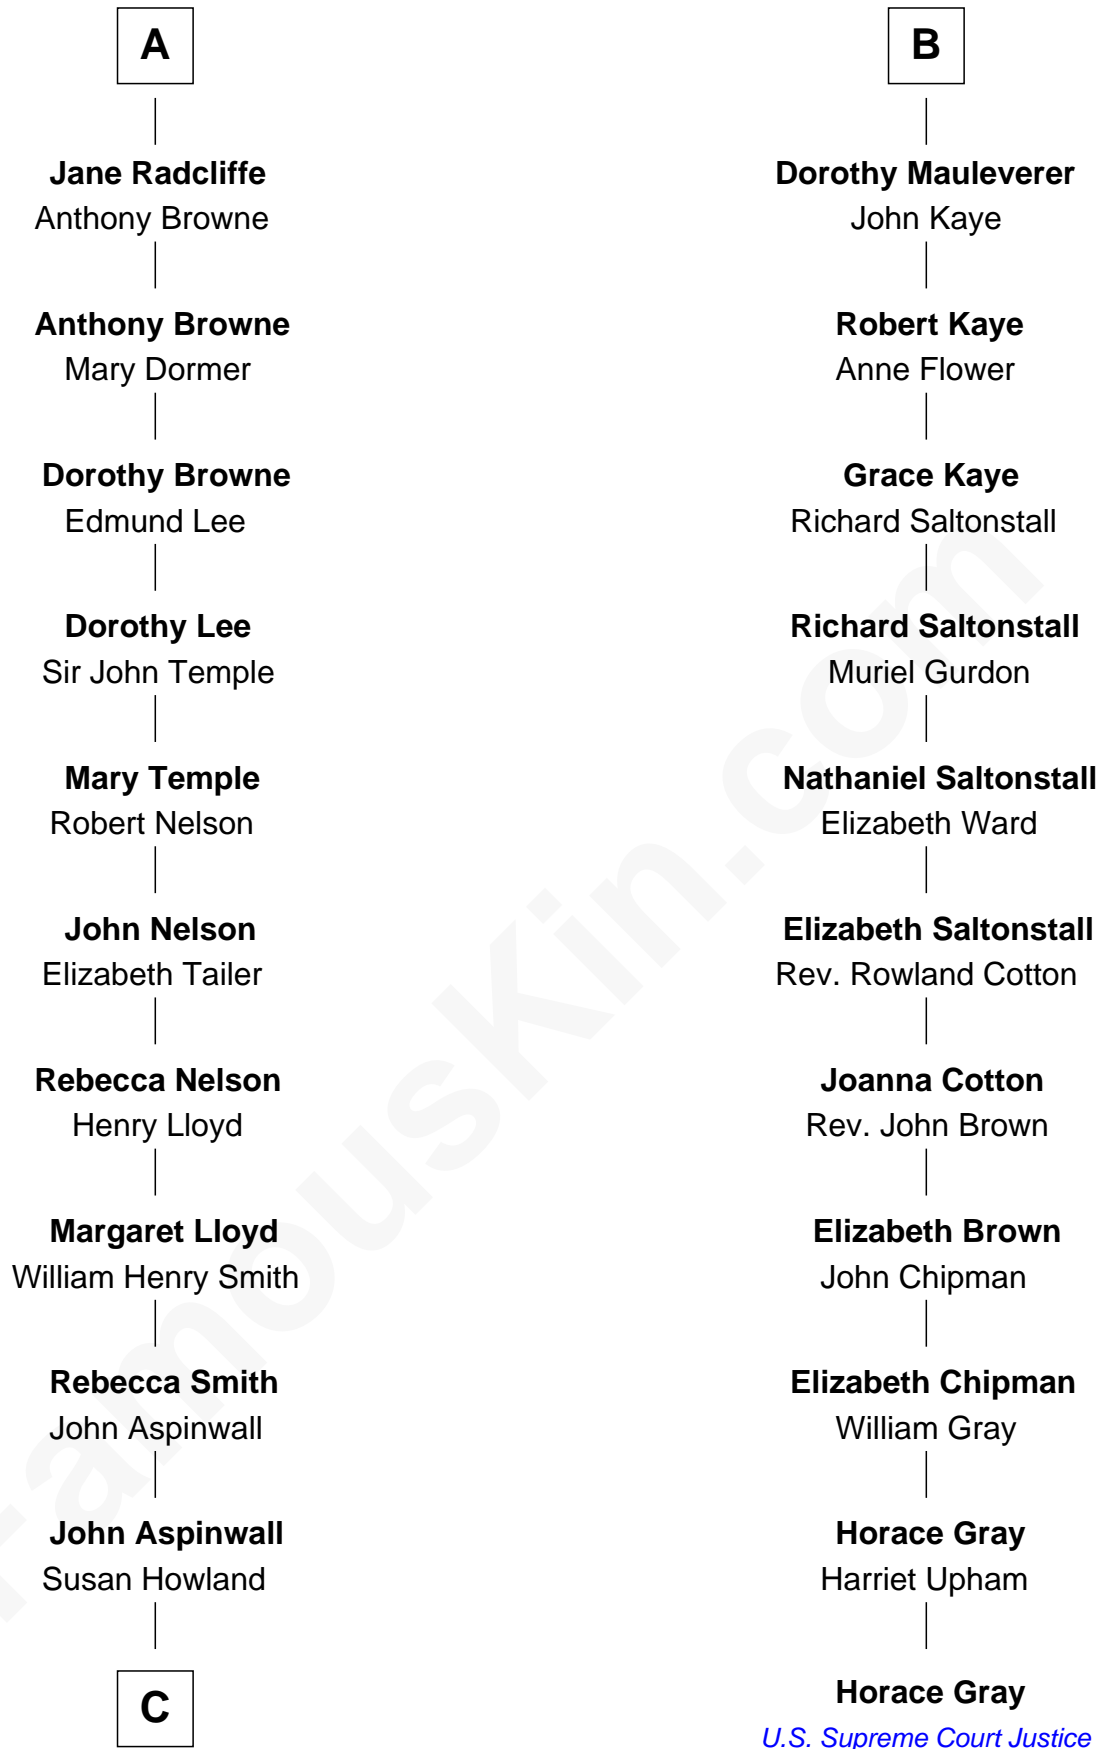 A
Jane Radcliffe
Anthony Browne
Anthony Browne
Mary Dormer
Dorothy Browne
Edmund Lee
Dorothy Lee
Sir John Temple
Mary Temple
Robert Nelson
John Nelson
Elizabeth Tailer
Rebecca Nelson
Henry Lloyd
Margaret Lloyd
William Henry Smith
Rebecca Smith
John Aspinwall
John Aspinwall
Susan Howland
C
B
Dorothy Mauleverer
John Kaye
Robert Kaye
Anne Flower
Grace Kaye
Richard Saltonstall
Richard Saltonstall
Muriel Gurdon
Nathaniel Saltonstall
Elizabeth Ward
Elizabeth Saltonstall
Rev. Rowland Cotton
Joanna Cotton
Rev. John Brown
Elizabeth Brown
John Chipman
Elizabeth Chipman
William Gray
Horace Gray
Harriet Upham
Horace Gray
U.S. Supreme Court Justice
FamousKin.com